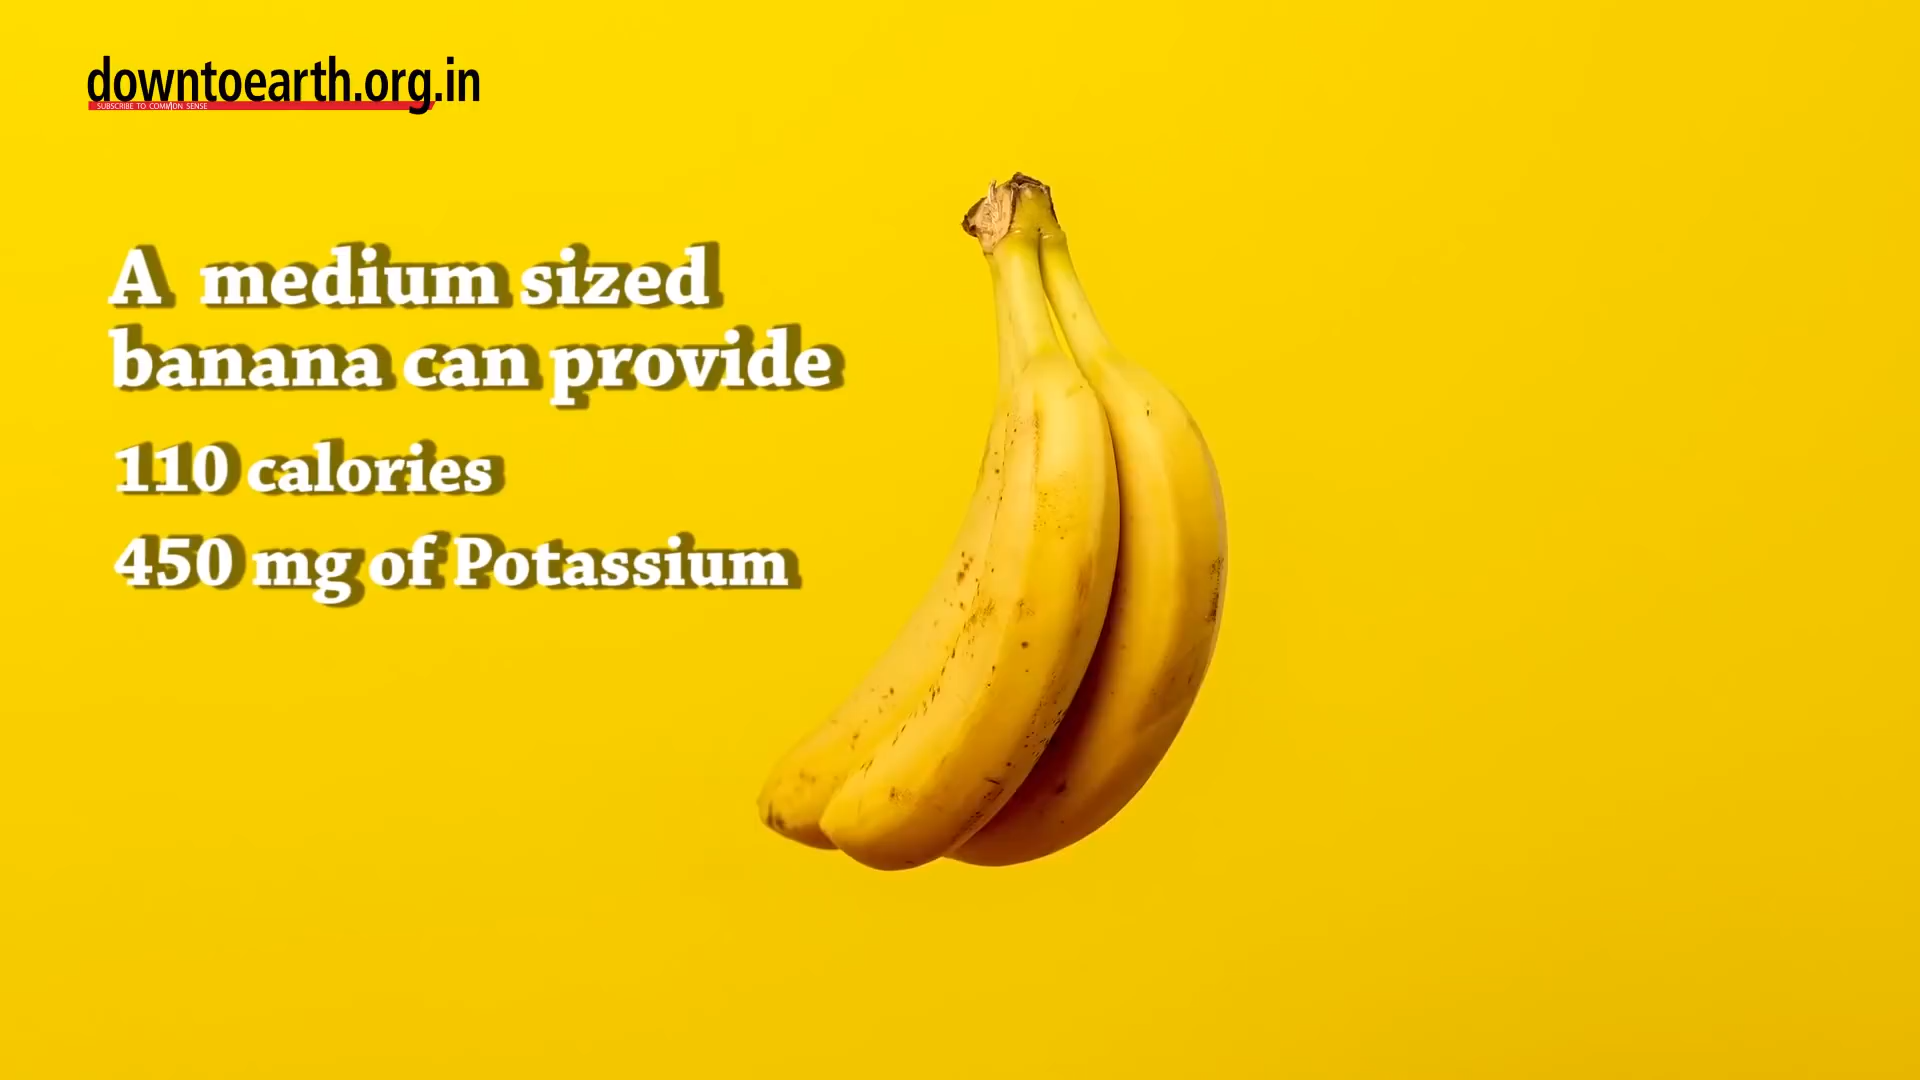 downtoearth.org.in
SUBSCRIBE TO COMMON SENSE
A medium sized
banana can provide
110 calories
450 mg of Potassium